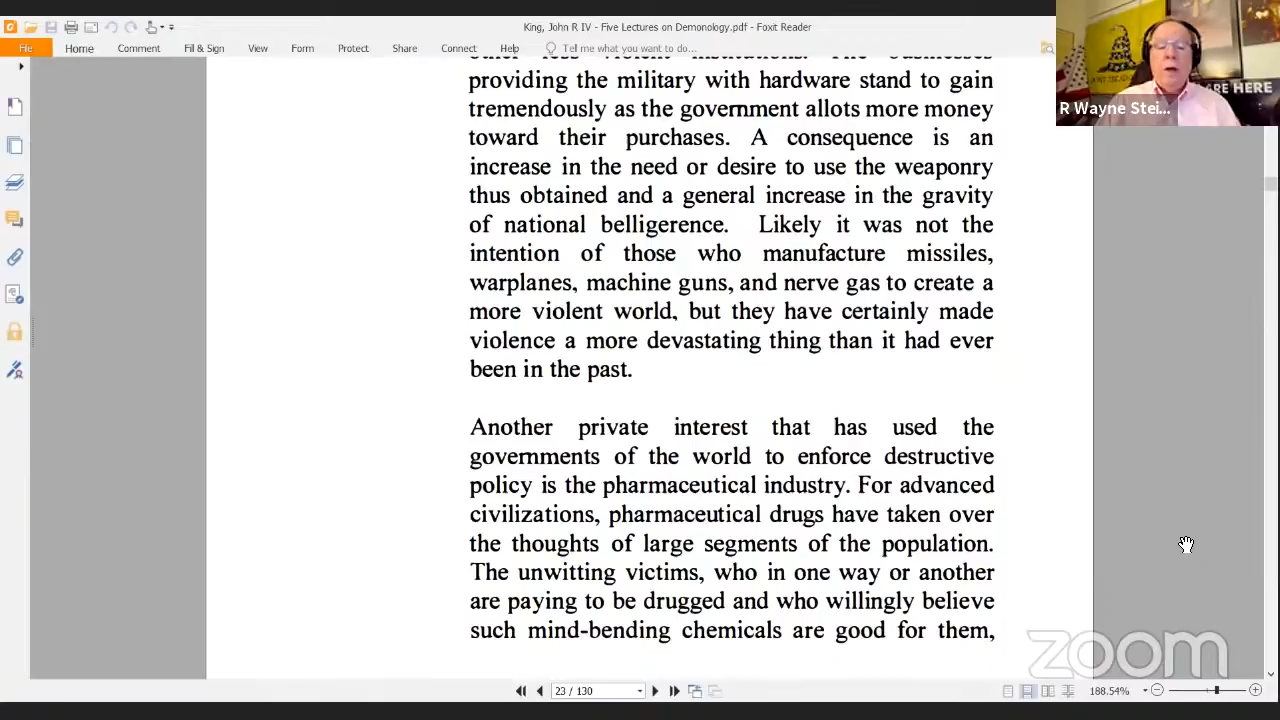 King, John R IV - Five Lectures on Demonology.pdf - Foxit Reader
File Home Comment Fill & Sign View Form Protect Share Connect Help Tell me what you want to do...
ARE HERE
R Wayne Stei...
other less violent institutions. The businesses
providing the military with hardware stand to gain
tremendously as the government allots more money
toward their purchases. A consequence is an
increase in the need or desire to use the weaponry
thus obtained and a general increase in the gravity
of national belligerence. Likely it was not the
intention of those who manufacture missiles,
warplanes, machine guns, and nerve gas to create a
more violent world, but they have certainly made
violence a more devastating thing than it had ever
been in the past.
Another private interest that has used the
governments of the world to enforce destructive
policy is the pharmaceutical industry. For advanced
civilizations, pharmaceutical drugs have taken over
the thoughts of large segments of the population.
The unwitting victims, who in one way or another
are paying to be drugged and who willingly believe
such mind-bending chemicals are good for them,
zoom
23 / 130
188.54%